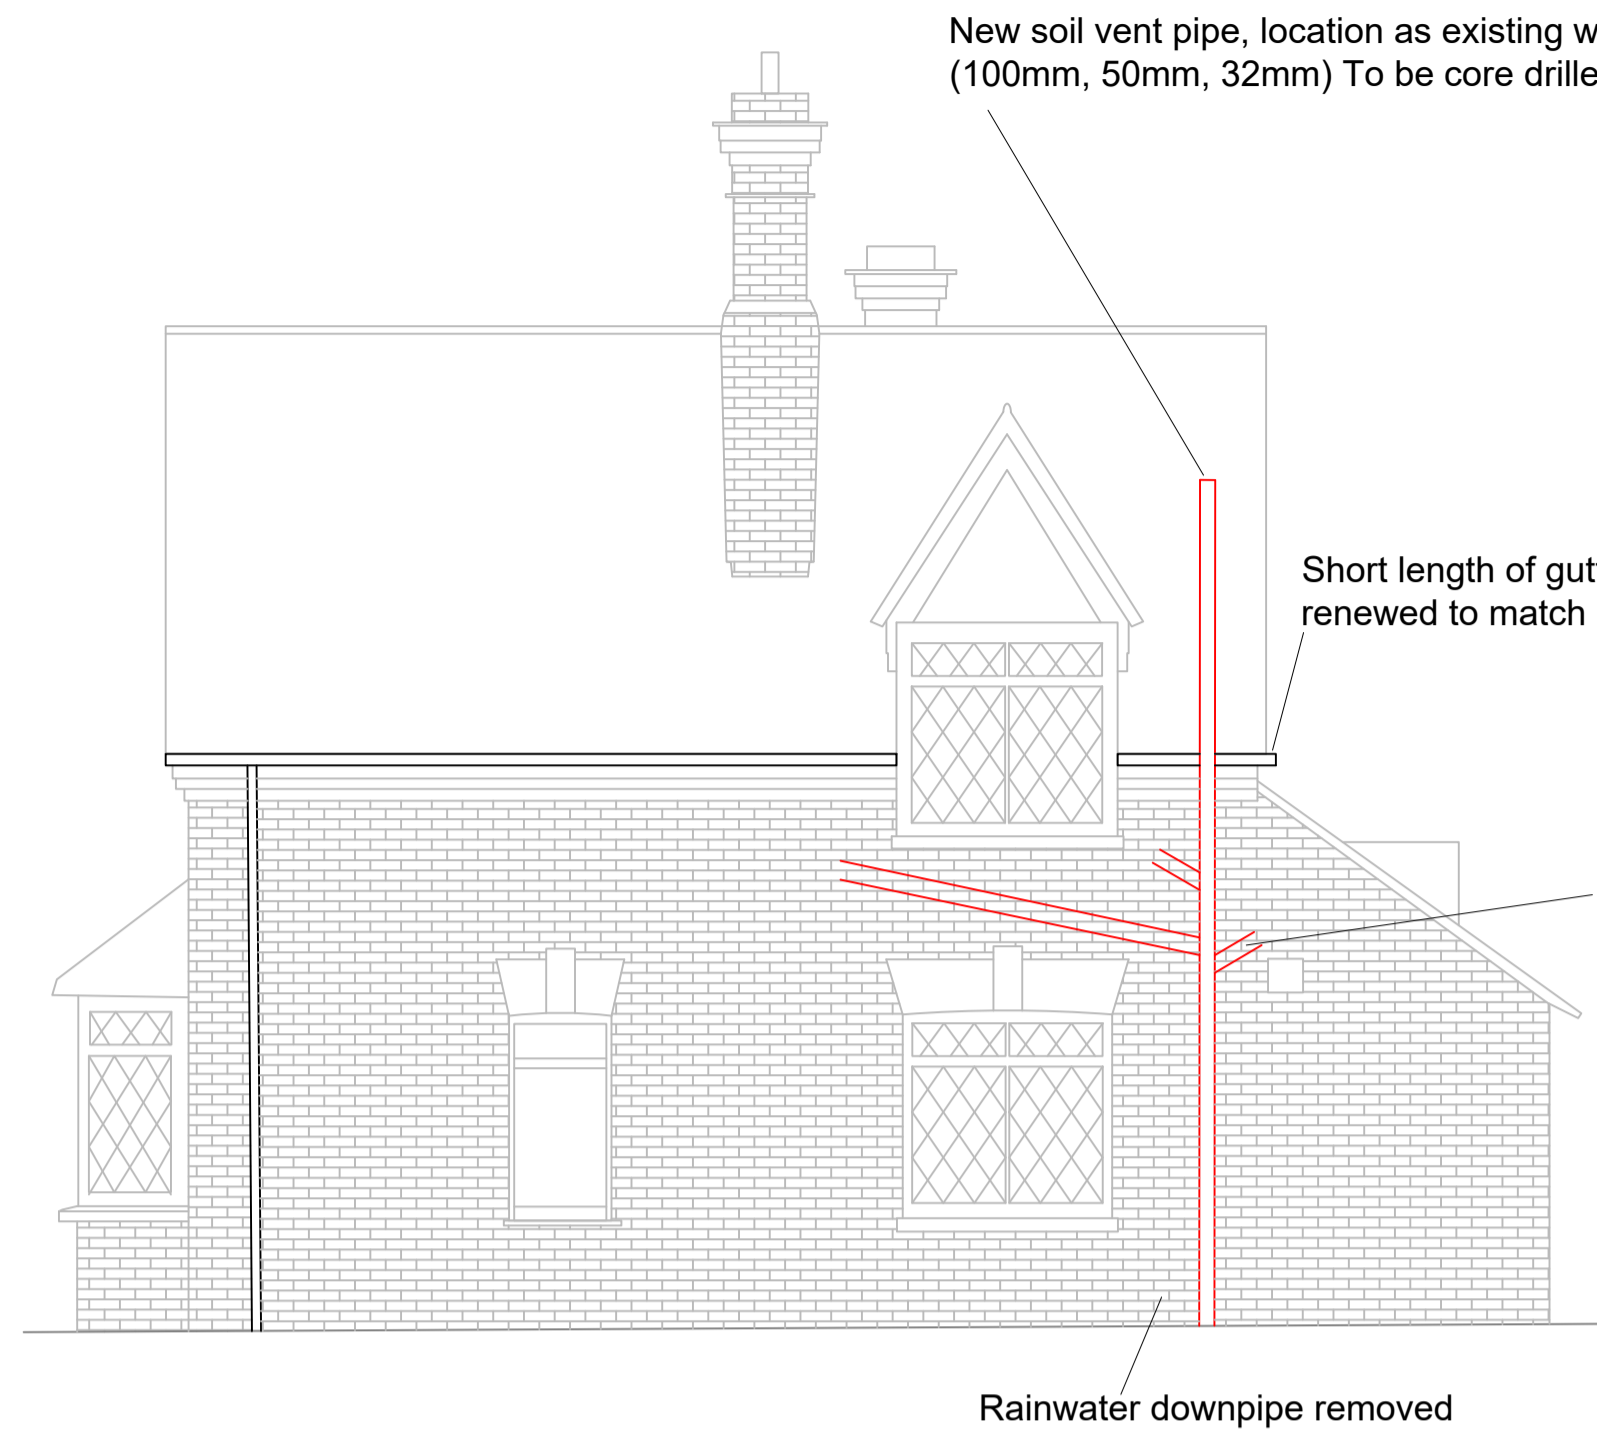 New soil vent pipe, location as existing w
(100mm, 50mm, 32mm) To be core drille
Short length of gut
renewed to match
Rainwater downpipe removed